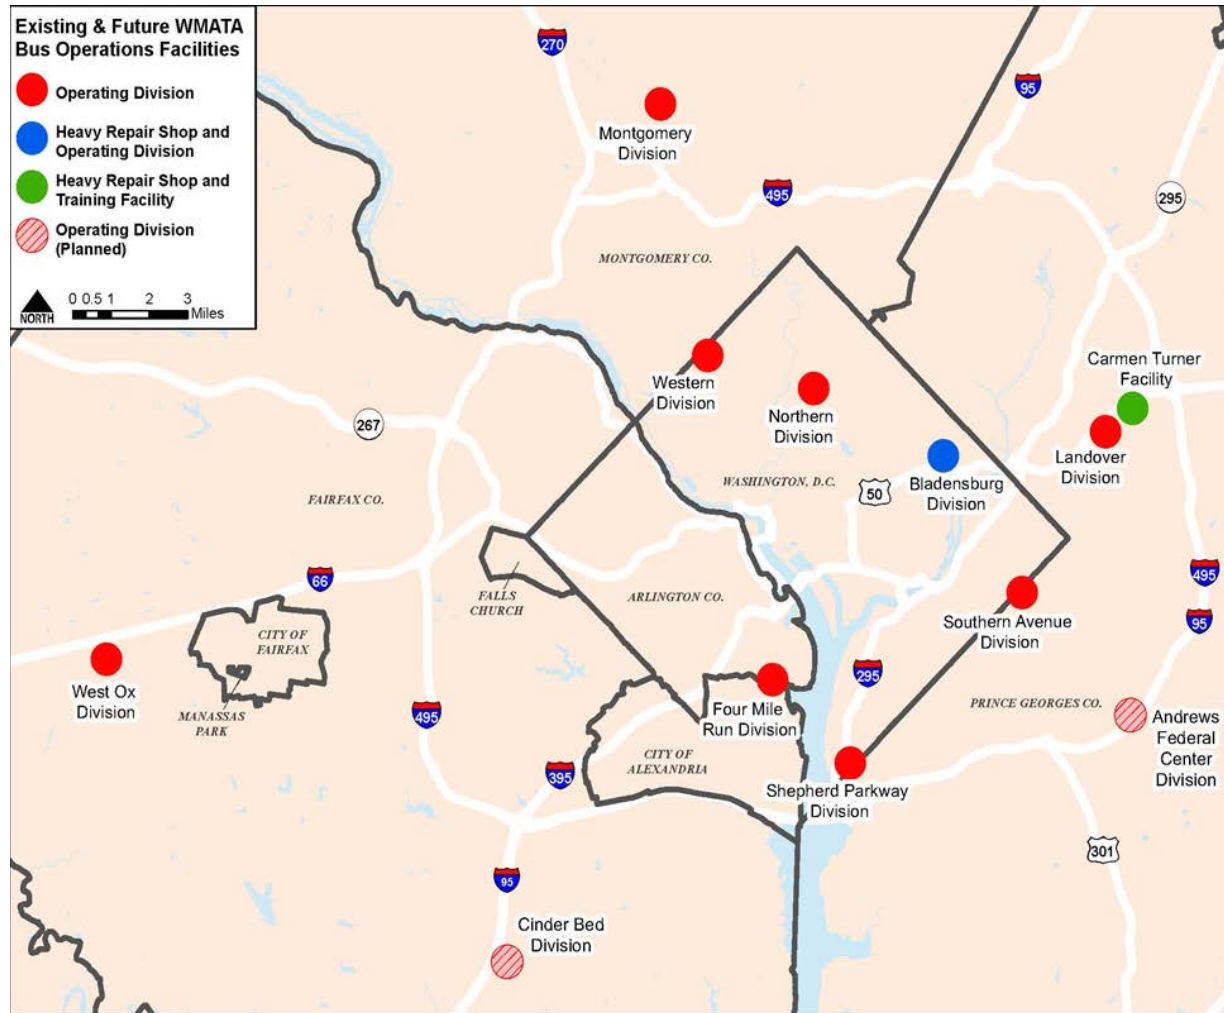 Existing & Future WMATA
Bus Operations Facilities
Operating Division
Heavy Repair Shop and
Operating Division
Heavy Repair Shop and
Training Facility
Operating Division
(Planned)
NORTH
0 0.5 1 2 3
Miles
270
95
Montgomery
Division
495
295
MONTGOMERY CO.
Carmen Turner
Facility
Western
Division
Northern
Division
267
Landover
Division
WASHINGTON, D.C.
50
Bladensburg
Division
FAIRFAX CO.
66
FALLS
CHURCH
ARLINGTON CO.
495
95
Southern Avenue
Division
CITY OF
FAIRFAX
West Ox
Division
MANASSAS
PARK
495
Four Mile
Run Division
295
PRINCE GEORGES CO.
Andrews
Federal
Center
Division
CITY OF
ALEXANDRIA
395
Shepherd Parkway
Division
301
95
Cinder Bed
Division